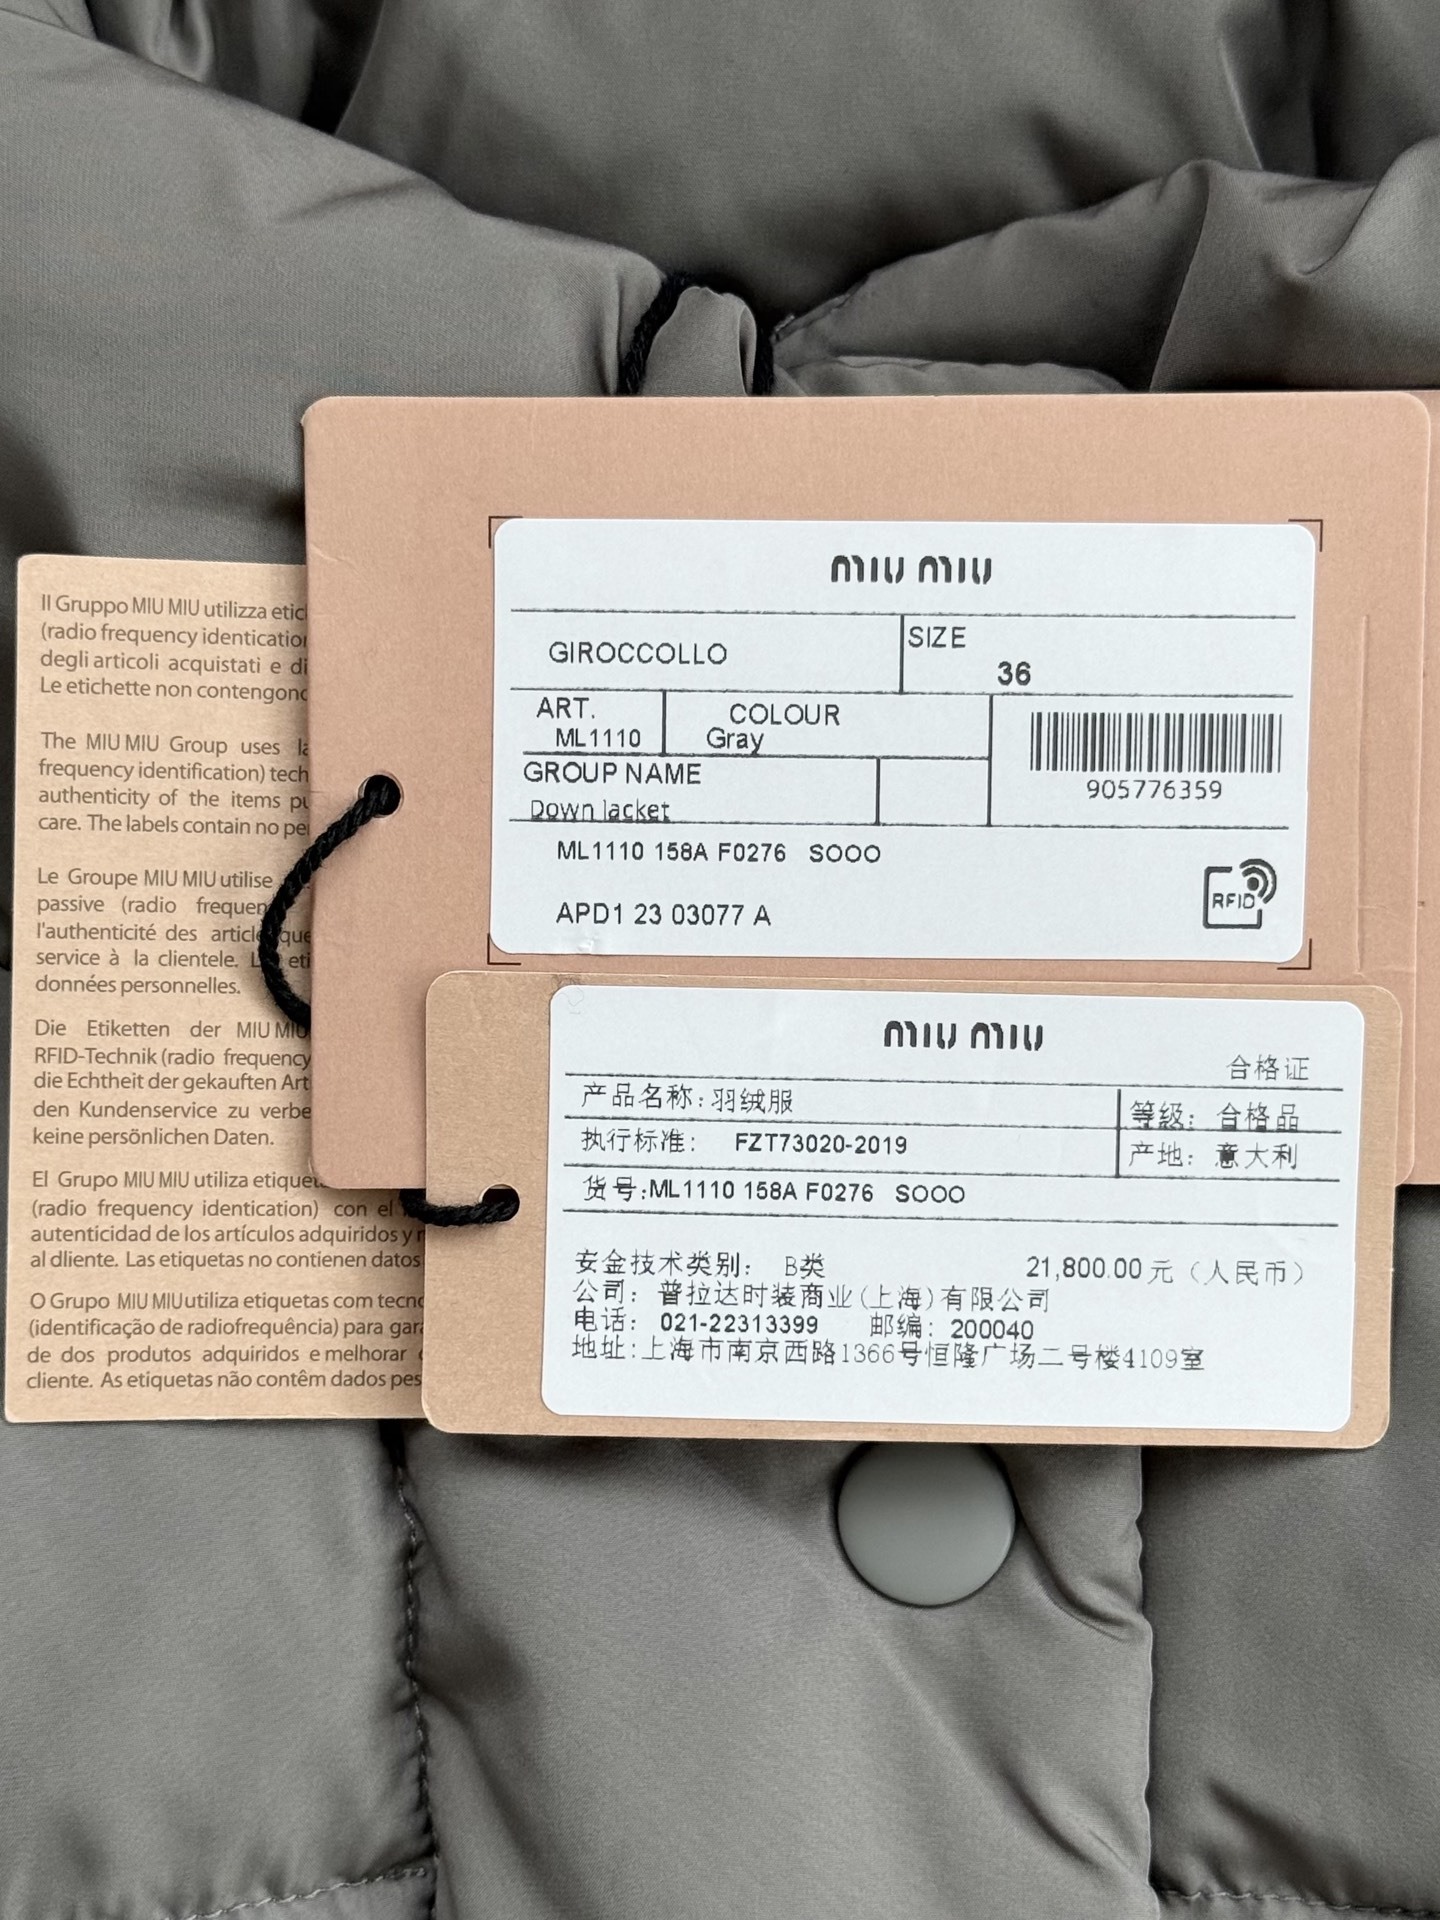 Il Gruppo MIU MIU utilizza etic
(radio frequency identication
degli articoli acquistati e di
Le etichette non contengono
The MIU MIU Group uses la
frequency identification) tech
authenticity of the items pu
care. The labels contain no pe
Le Groupe MIU MIU utilise
passive (radio frequen
l'authenticité des article que
service à la clientele. L eti
données personnelles.
Die Etiketten der MIU MIU
RFID-Technik (radio frequency
die Echtheit der gekauften Art
den Kundenservice zu verbe
keine persönlichen Daten.
El Grupo MIU MIU utiliza etiquet
(radio frequency identication) con el
autenticidad de los artículos adquiridos y
al dliente. Las etiquetas no contienen datos
O Grupo MIU MIU utiliza etiquetas com tecno
(identificação de radiofrequência) para gara
de dos produtos adquiridos e melhorar
cliente. As etiquetas não contêm dados pes
MIU MIU
GIROCCOLLO
SIZE
36
ART.
ML1110
COLOUR
Gray
GROUP NAME
Down lacket
905776359
ML1110 158A F0276 SOOO
RFID
APD1 23 03077 A
MIU MIU
合格证
产品名称: 羽绒服
等级: 合格品
执行标准: FZT73020-2019
产地: 意大利
货号:ML1110 158A F0276 SOOO
安金技术类别: B类 21,800.00 元（人民币）
公司: 普拉达时装商业(上海)有限公司
电话: 021-22313399 邮编: 200040
地址:上海市南京西路1366号恒隆广场二号楼4109室